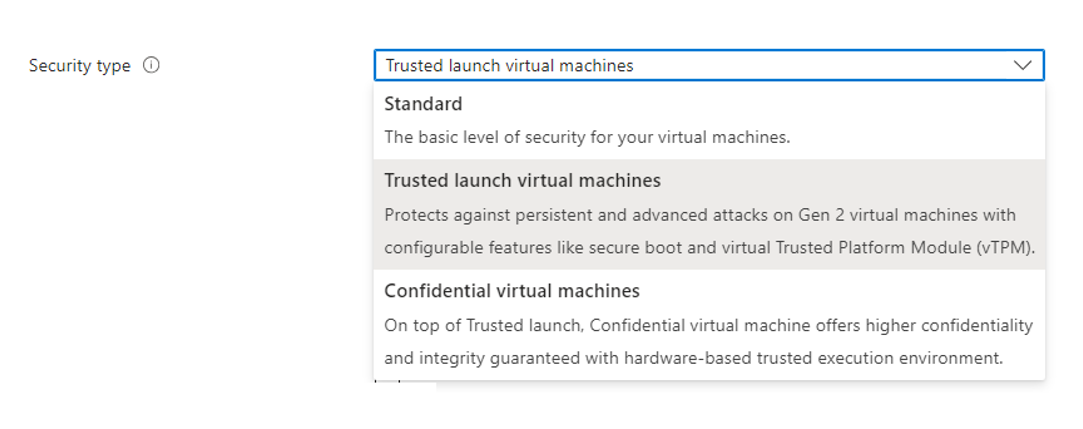 Security type
Trusted launch virtual machines
Standard
The basic level of security for your virtual machines.
Trusted launch virtual machines
Protects against persistent and advanced attacks on Gen 2 virtual machines with
configurable features like secure boot and virtual Trusted Platform Module (vTPM).
Confidential virtual machines
On top of Trusted launch, Confidential virtual machine offers higher confidentiality
and integrity guaranteed with hardware-based trusted execution environment.